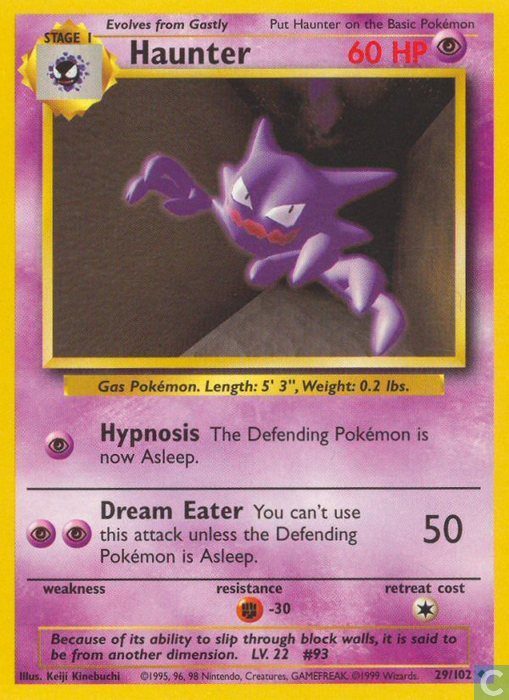 Evolves from Gastly Put Haunter on the Basic Pokémon
STAGE 1
Haunter 60 HP
Gas Pokémon. Length: 5' 3", Weight: 0.2 lbs.
Hypnosis The Defending Pokémon is
now Asleep.
Dream Eater You can't use
this attack unless the Defending
Pokémon is Asleep.
50
weakness resistance retreat cost
-30
Because of its ability to slip through block walls, it is said to
be from another dimension. LV. 22 #93
Illus. Keiji Kinebuchi ©1995, 96, 98 Nintendo, Creatures, GAMEFREAK. ©1999 Wizards. 29/102
C